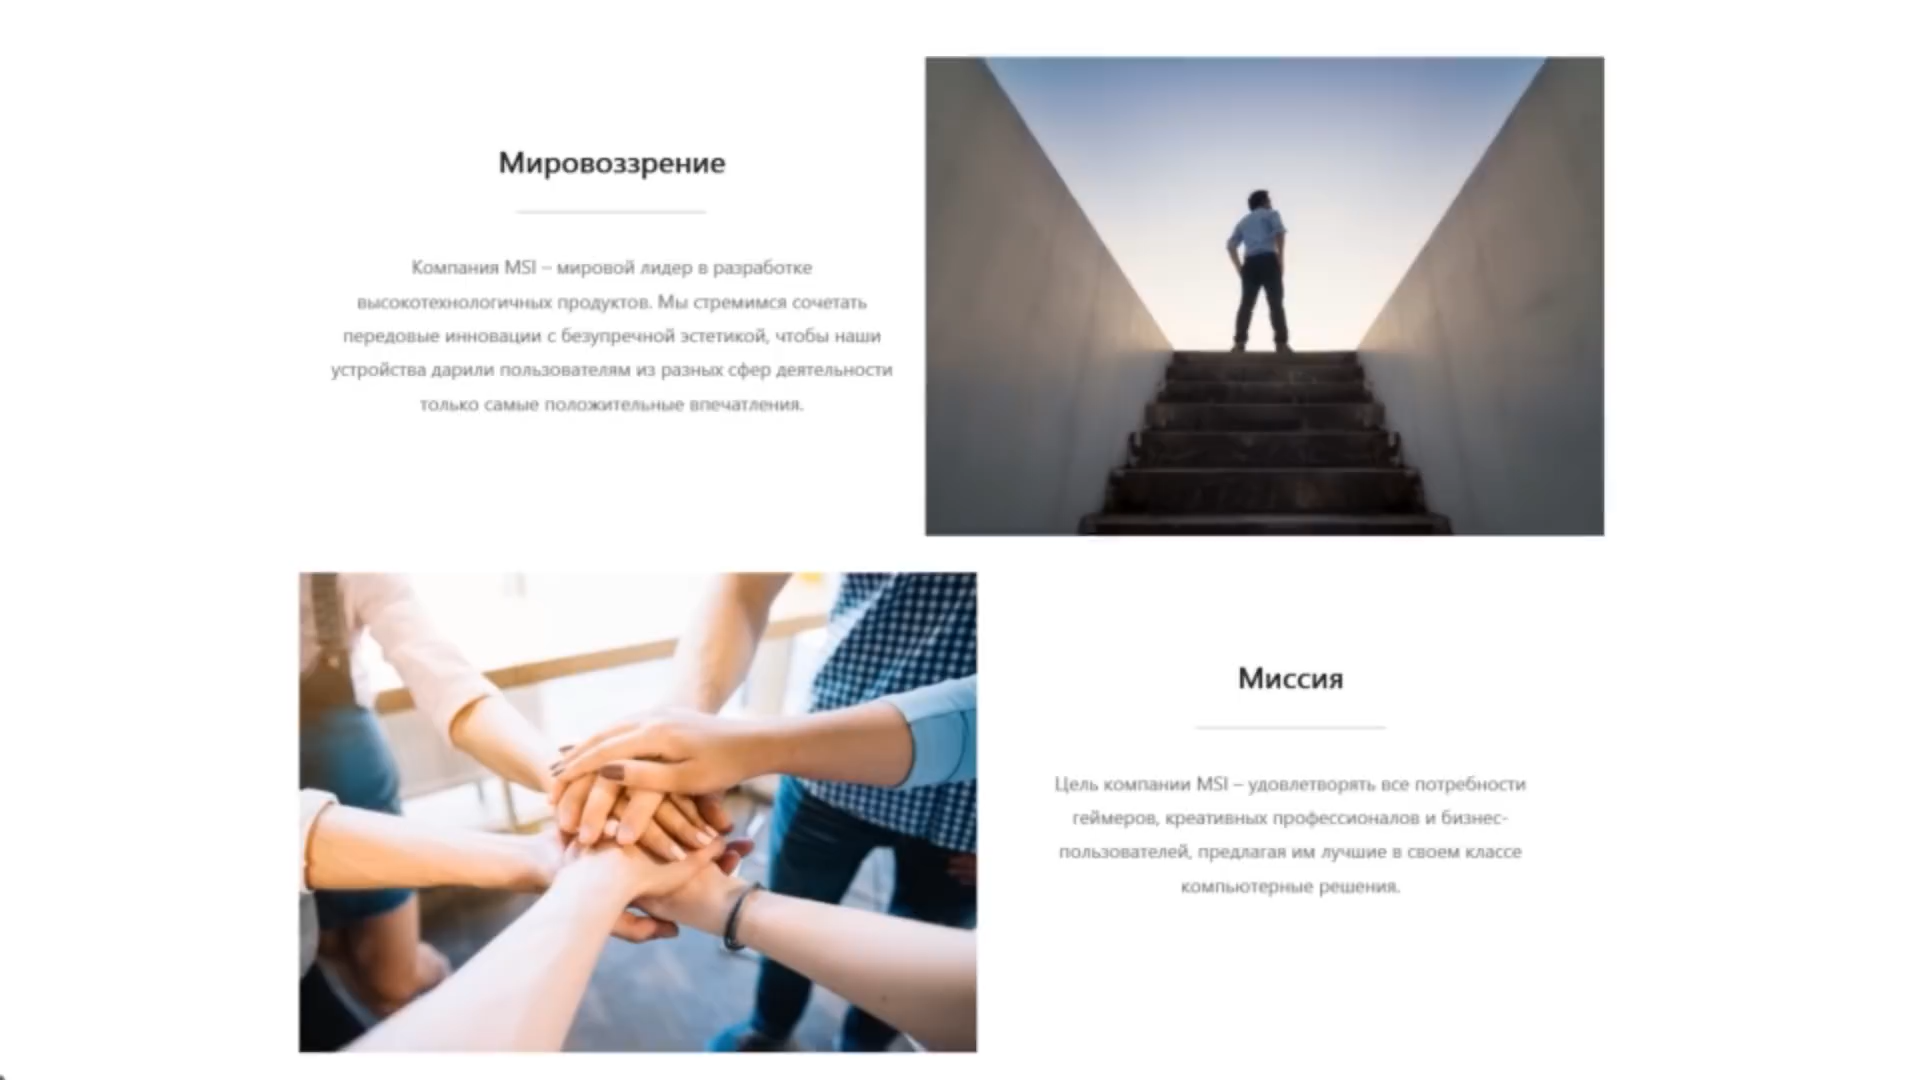 Мировоззрение
Компания MSI – мировой лидер в разработке
высокотехнологичных продуктов. Мы стремимся сочетать
передовые инновации с безупречной эстетикой, чтобы наши
устройства дарили пользователям из разных сфер деятельности
только самые положительные впечатления.
Миссия
Цель компании MSI – удовлетворять все потребности
геймеров, креативных профессионалов и бизнес-
пользователей, предлагая им лучшие в своем классе
компьютерные решения.